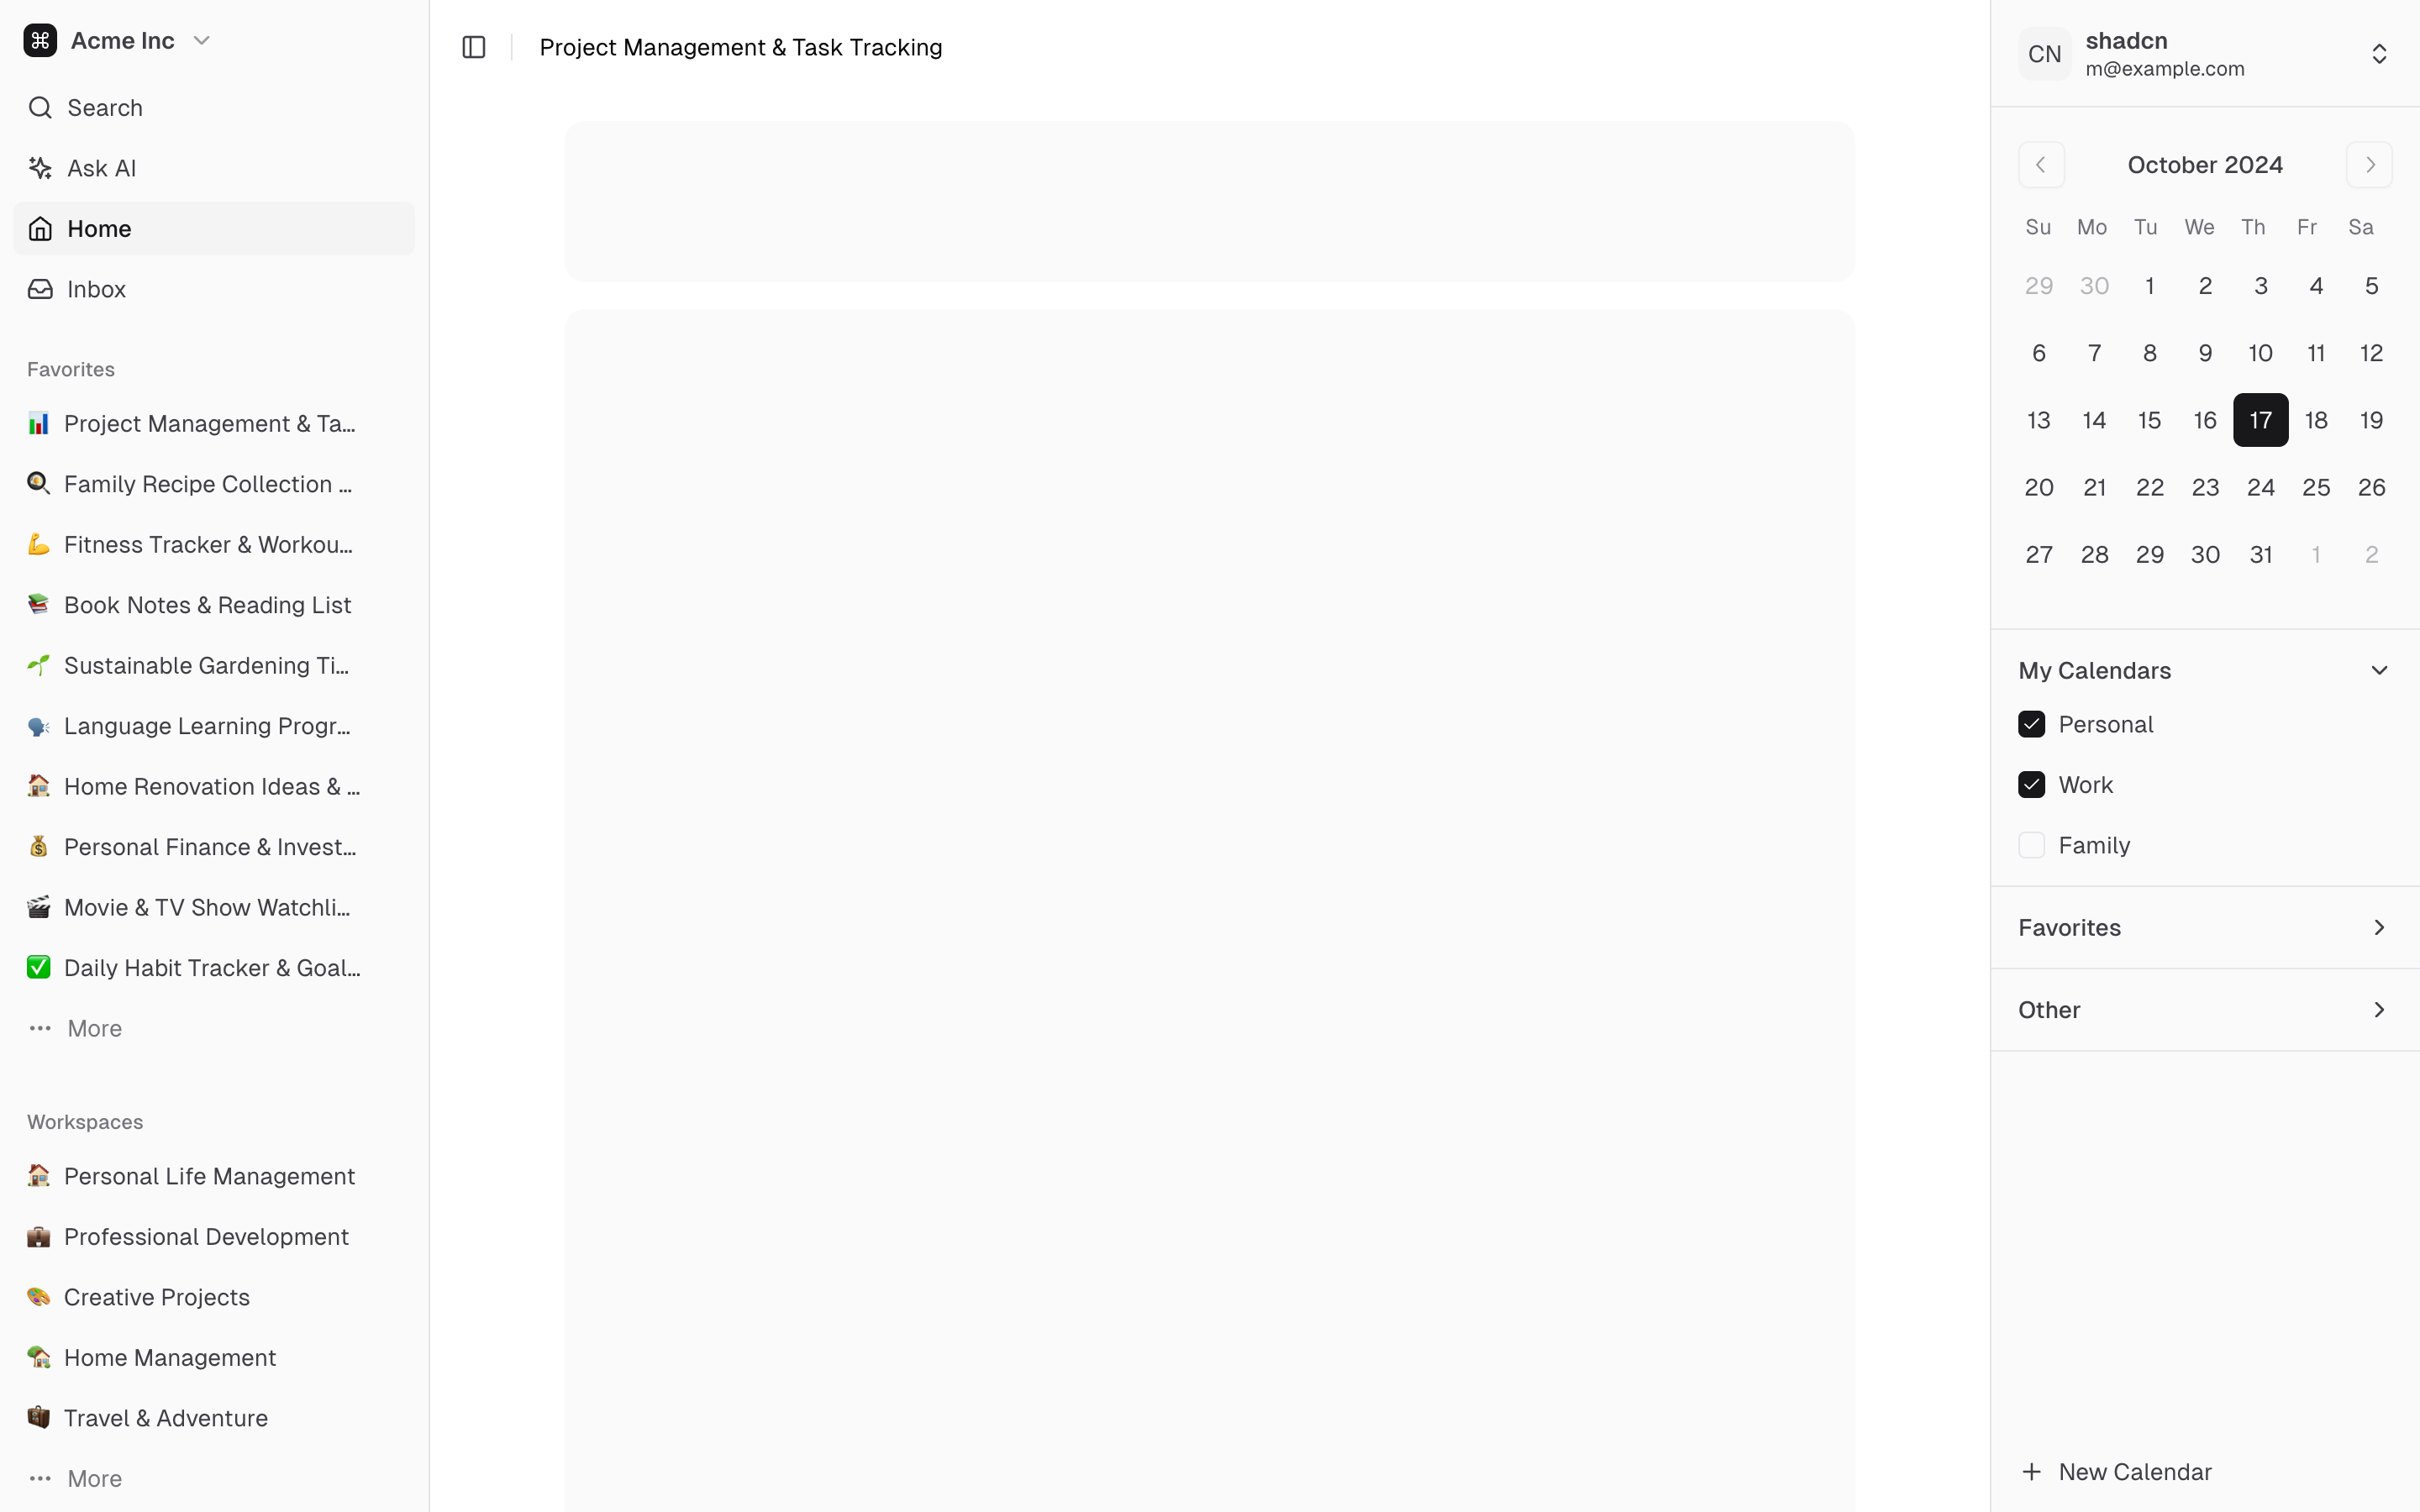 Acme Inc
Search
Ask AI
Home
Inbox
Favorites
Project Management & Ta...
Family Recipe Collection ...
Fitness Tracker & Workou...
Book Notes & Reading List
Sustainable Gardening Ti...
Language Learning Progr...
Home Renovation Ideas & ...
Personal Finance & Invest...
Movie & TV Show Watchli...
Daily Habit Tracker & Goal...
More
Workspaces
Personal Life Management
Professional Development
Creative Projects
Home Management
Travel & Adventure
More
Project Management & Task Tracking
CN
shadcn
m@example.com
October 2024
Su Mo Tu We Th Fr Sa
29 30 1 2 3 4 5
6 7 8 9 10 11 12
13 14 15 16 17 18 19
20 21 22 23 24 25 26
27 28 29 30 31 1 2
My Calendars
Personal
Work
Family
Favorites
Other
New Calendar